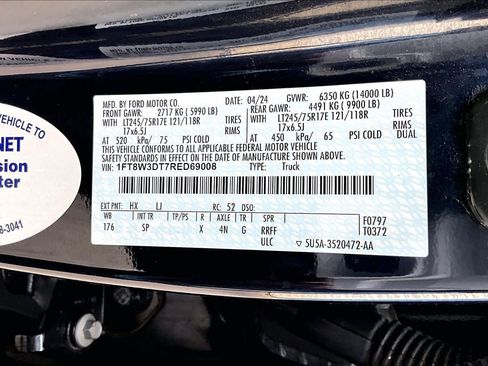 VEHICLE TO
NET
ssion
ter
8-3041
MFD. BY FORD MOTOR CO.
FRONT GAWR: 2717 KG ( 5990 LB)
WITH
LT245/75R17E 121/118R TIRES
17x6.5J RIMS
AT 520 kPa/ 75 PSI COLD
04/24 GVWR: 6350 KG (14000 LB)
REAR GAWR: 4491 KG ( 9900 LB)
WITH
LT245/75R17E 121/118R TIRES
17x6.5J RIMS
AT 450 kPa/ 65 PSI COLD
THIS VEHICLE CONFORMS TO ALL APPLICABLE FEDERAL MOTOR VEHICLE
SAFETY STANDARDS IN EFFECT ON THE DATE OF MANUFACTURE SHOWN ABOVE.
VIN: 1FT8W3DT7RED69008 TYPE: Truck
EXT PNT: HX LJ RC: 52 DSO: F0797
WB INT TR TP/PS R AXLE TR SPR T0372
176 SP X 4N G RRFF
ULC 5U5A-3520472-AA